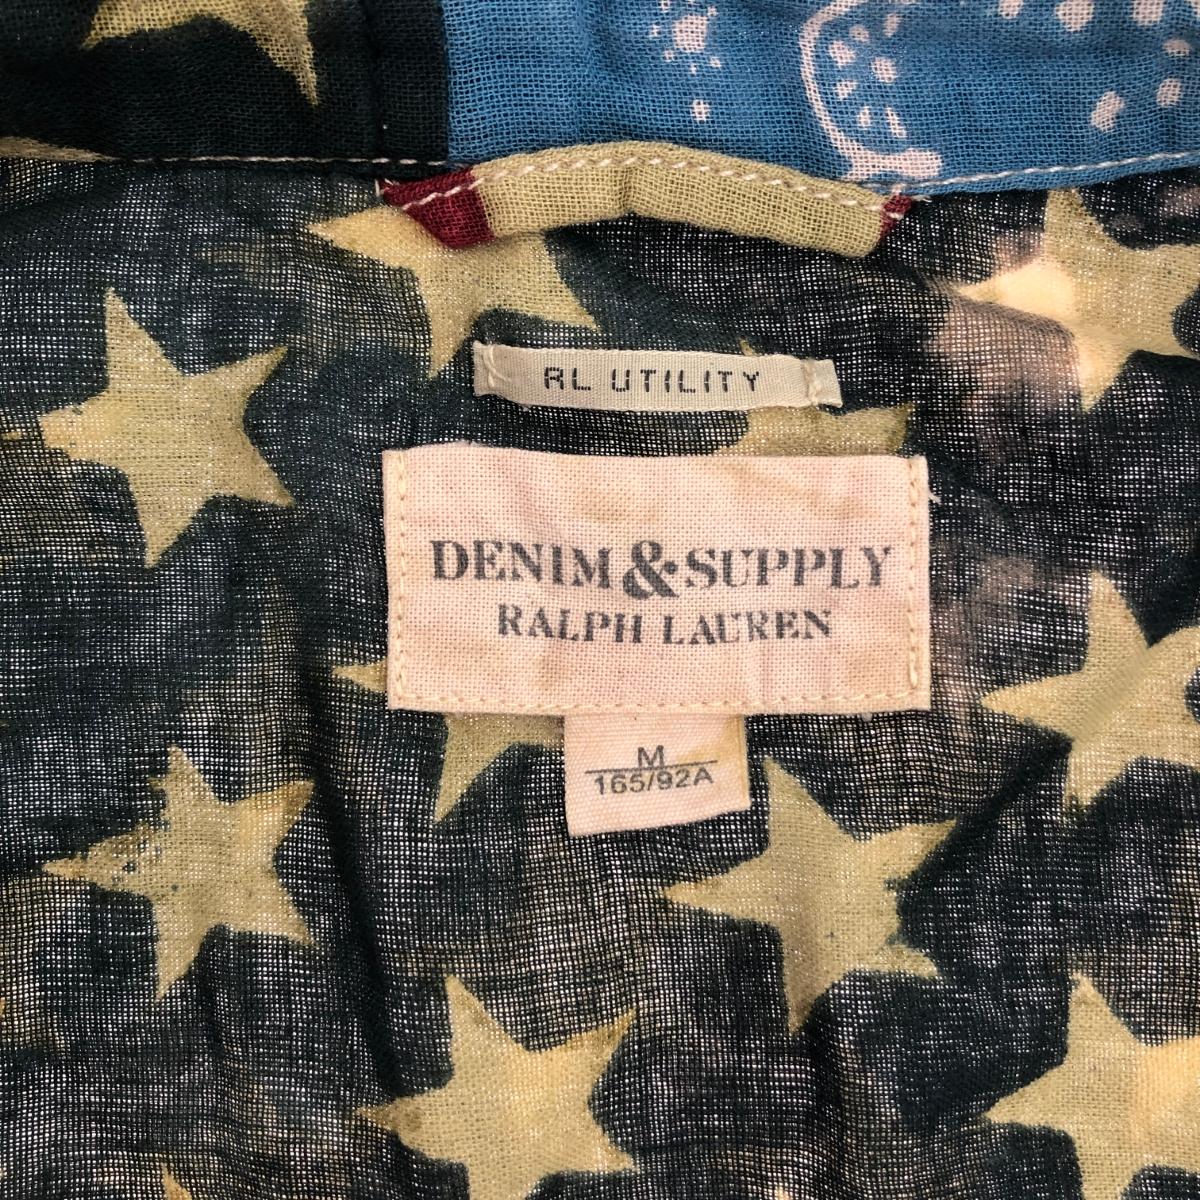 RL UTILITY
DENIM & SUPPLY
RALPH LAUREN
M
165/92A